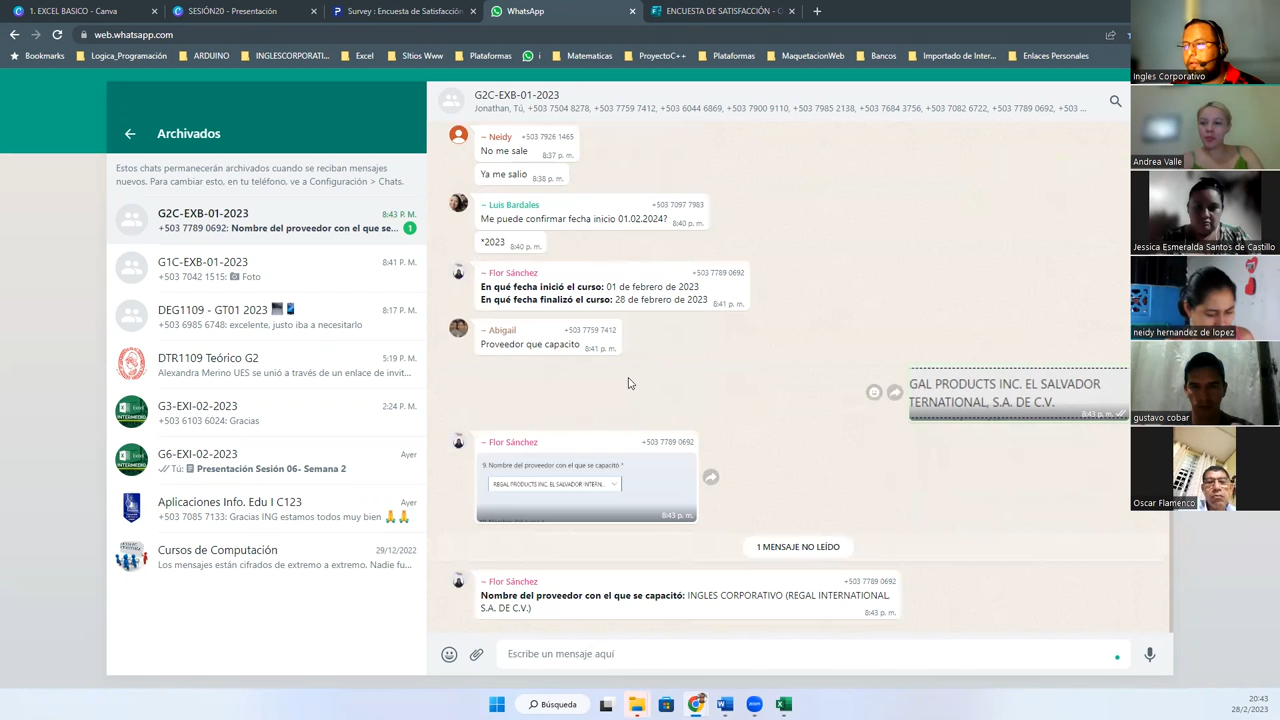 1. EXCEL BASICO - Canva
SESIÓN20 - Presentación
Survey : Encuesta de Satisfacción
WhatsApp
ENCUESTA DE SATISFACCIÓN - C
web.whatsapp.com
Bookmarks
Logica_Programación
ARDUINO
INGLESCORPORATI...
Excel
SItios Www
Plataform
Matematicas
ProyectoC++
Plataformas
MaquetacionWeb
Bancos
Importado de Inter...
Enlaces Personales
Archivados
Estos chats permanecerán archivados cuando se reciban mensajes
nuevos. Para cambiar esto, en tu teléfono, ve a Configuración > Chats.
G2C-EXB-01-2023
8:43 P. M.
+503 7789 0692: Nombre del proveedor con el que se...
1
G1C-EXB-01-2023
8:41 P. M.
+503 7042 1515: Foto
DEG1109 - GT01 2023
8:17 P. M.
+503 6985 6748: excelente, justo iba a necesitarlo
DTR1109 Teórico G2
5:19 P. M.
Alexandra Merino UES se unió a través de un enlace de invit...
G3-EXI-02-2023
2:24 P. M.
+503 6103 6024: Gracias
G6-EXI-02-2023
Ayer
Tú: Presentación Sesión 06- Semana 2
Aplicaciones Info. Edu I C123
Ayer
+503 7085 7133: Gracias ING estamos todos muy bien
Cursos de Computación
29/12/2022
Los mensajes están cifrados de extremo a extremo. Nadie fu...
G2C-EXB-01-2023
Jonathan, Tú, +503 7504 8278, +503 7759 7412, +503 6044 6869, +503 7900 9110, +503 7985 2138, +503 7684 3756, +503 7082 6722, +503 7789 0692, +503 ...
~ Neidy
+503 7926 1465
No me sale
8:37 p. m.
Ya me salio
8:38 p. m.
~ Luis Bardales
+503 7097 7983
Me puede confirmar fecha inicio 01.02.2024?
8:40 p. m.
*2023
8:40 p. m.
~ Flor Sánchez
+503 7789 0692
En qué fecha inició el curso: 01 de febrero de 2023
En qué fecha finalizó el curso: 28 de febrero de 2023
8:41 p. m.
~ Abigail
+503 7759 7412
Proveedor que capacito
8:41 p. m.
GAL PRODUCTS INC. EL SALVADOR
TERNATIONAL, S.A. DE C.V.
8:43 p. m.
~ Flor Sánchez
+503 7789 0692
9. Nombre del proveedor con el que se capacitó *
REGAL PRODUCTS INC. EL SALVADOR INTERN...
8:43 p. m.
1 MENSAJE NO LEÍDO
~ Flor Sánchez
+503 7789 0692
Nombre del proveedor con el que se capacitó: INGLES CORPORATIVO (REGAL INTERNATIONAL,
S.A. DE C.V.)
8:43 p. m.
Escribe un mensaje aquí
Ingles Corporativo
Andrea Valle
Jessica Esmeralda Santos de Castillo
neidy hernandez de lopez
gustavo cobar
Oscar Flamenco
Búsqueda
20:43
28/2/2023